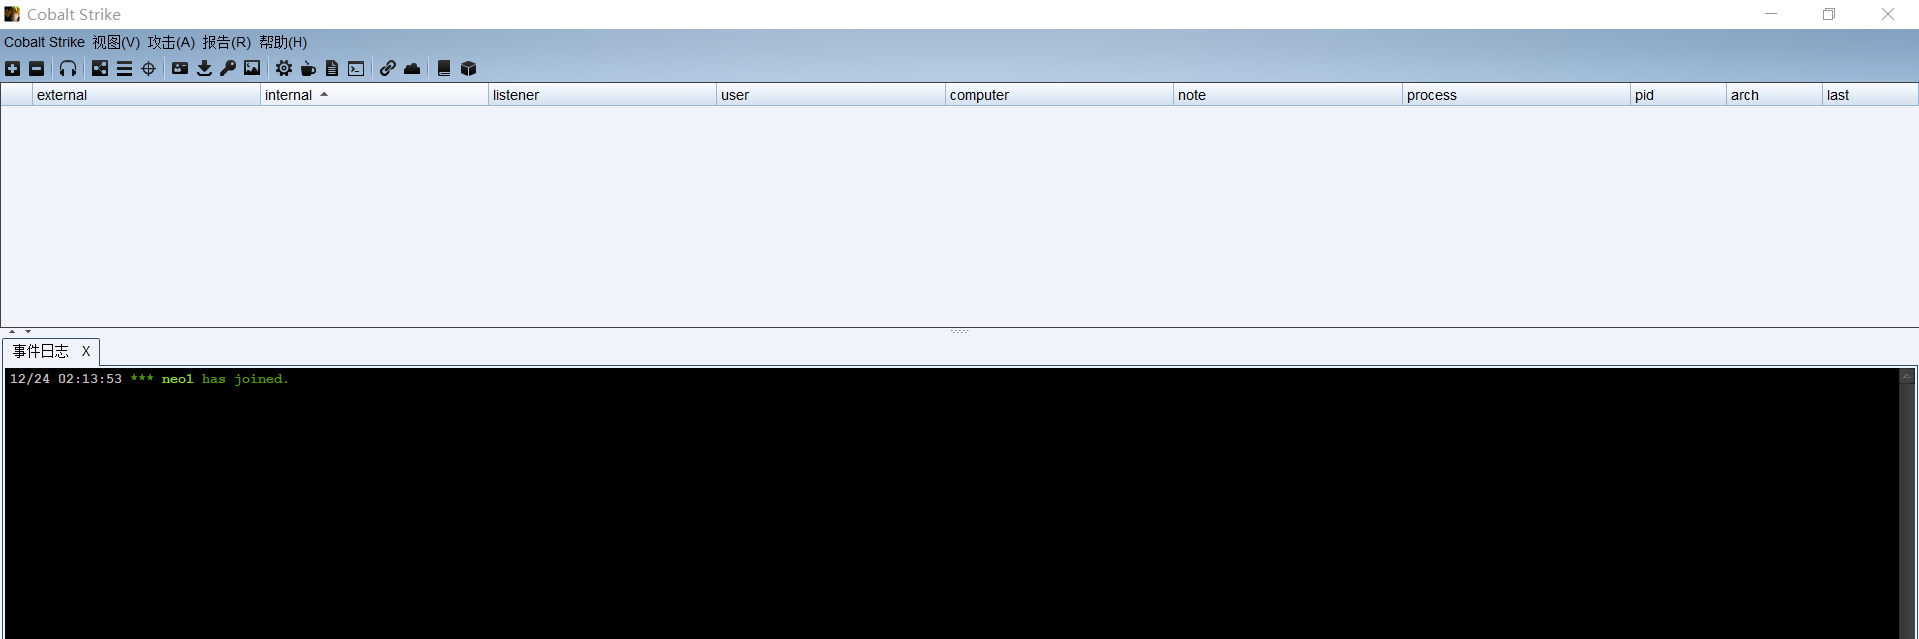 Cobalt Strike
Cobalt Strike 视图(V) 攻击(A) 报告(R) 帮助(H)
external internal listener user computer note process pid arch last
事件日志 X
12/24 02:13:53 *** neo1 has joined.